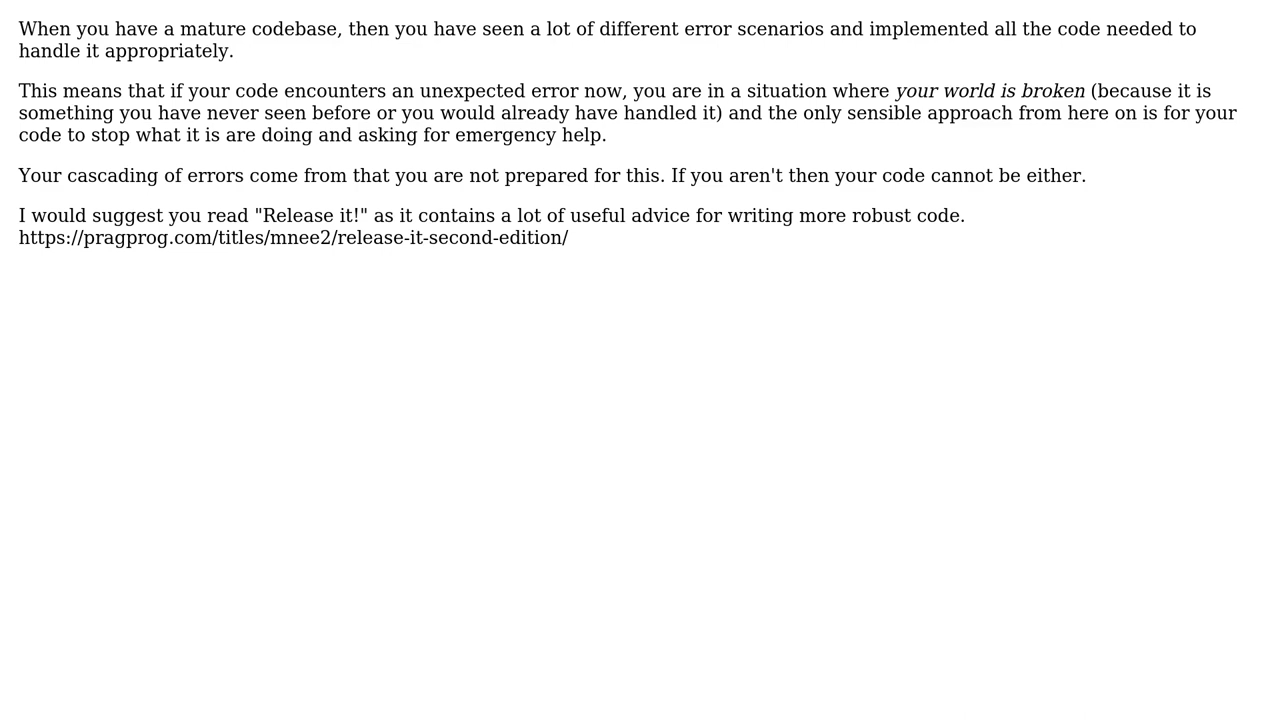 When you have a mature codebase, then you have seen a lot of different error scenarios and implemented all the code needed to
handle it appropriately.
This means that if your code encounters an unexpected error now, you are in a situation where your world is broken (because it is
something you have never seen before or you would already have handled it) and the only sensible approach from here on is for your
code to stop what it is are doing and asking for emergency help.
Your cascading of errors come from that you are not prepared for this. If you aren't then your code cannot be either.
I would suggest you read "Release it!" as it contains a lot of useful advice for writing more robust code.
https://pragprog.com/titles/mnee2/release-it-second-edition/